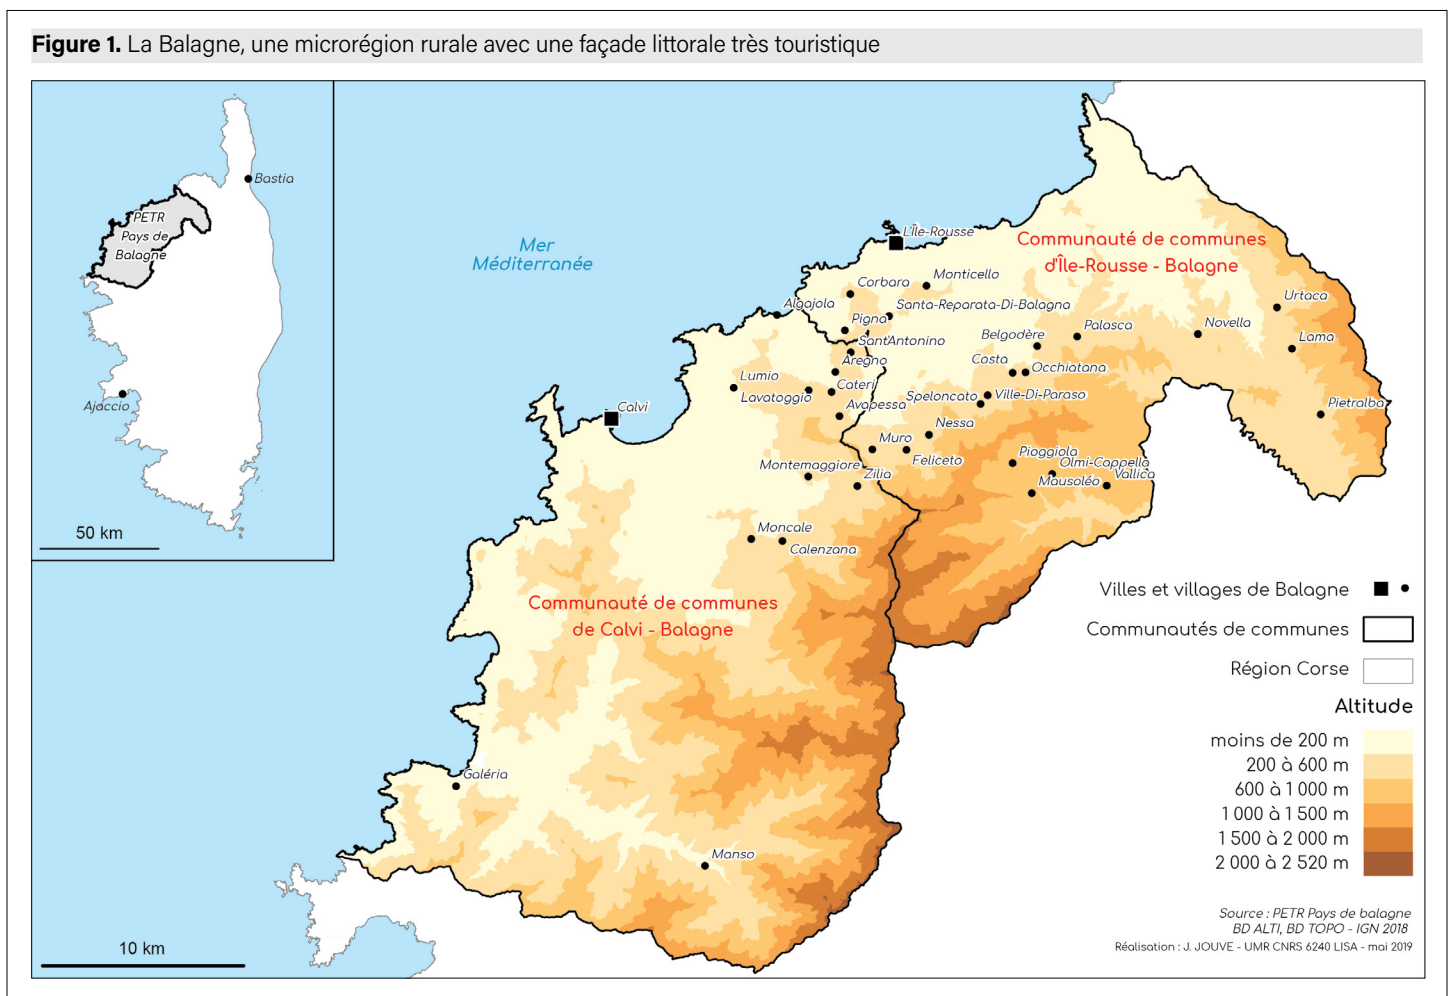 Figure 1. La Balagne, une microrégion rurale avec une façade littorale très touristique
Bastia
PETR
Pays de
Balagne
Ajaccio
50 km
Mer
Méditerranée
L'Île-Rousse
Communauté de communes
d'Île-Rousse - Balagne
Corbara
Monticello
Algajola
Santa-Reparata-Di-Balagna
Urtaca
Pigna
Sant'Antonino
Belgodère
Palasca
Novella
Lama
Aregno
Costa
Occhiatana
Lumio
Cateri
Lavatoggio
Speloncato
Ville-Di-Paraso
Calvi
Avapessa
Pietralba
Nessa
Muro
Feliceto
Pioggiola
Olmi-Cappella
Montemaggiore
Zilia
Mausoléo
Vallica
Moncale
Calenzana
Communauté de communes
de Calvi - Balagne
Galéria
Manso
10 km
Villes et villages de Balagne
Communautés de communes
Région Corse
Altitude
moins de 200 m
200 à 600 m
600 à 1 000 m
1 000 à 1 500 m
1 500 à 2 000 m
2 000 à 2 520 m
Source : PETR Pays de balagne
BD ALTI, BD TOPO - IGN 2018
Réalisation : J. JOUVE - UMR CNRS 6240 LISA - mai 2019